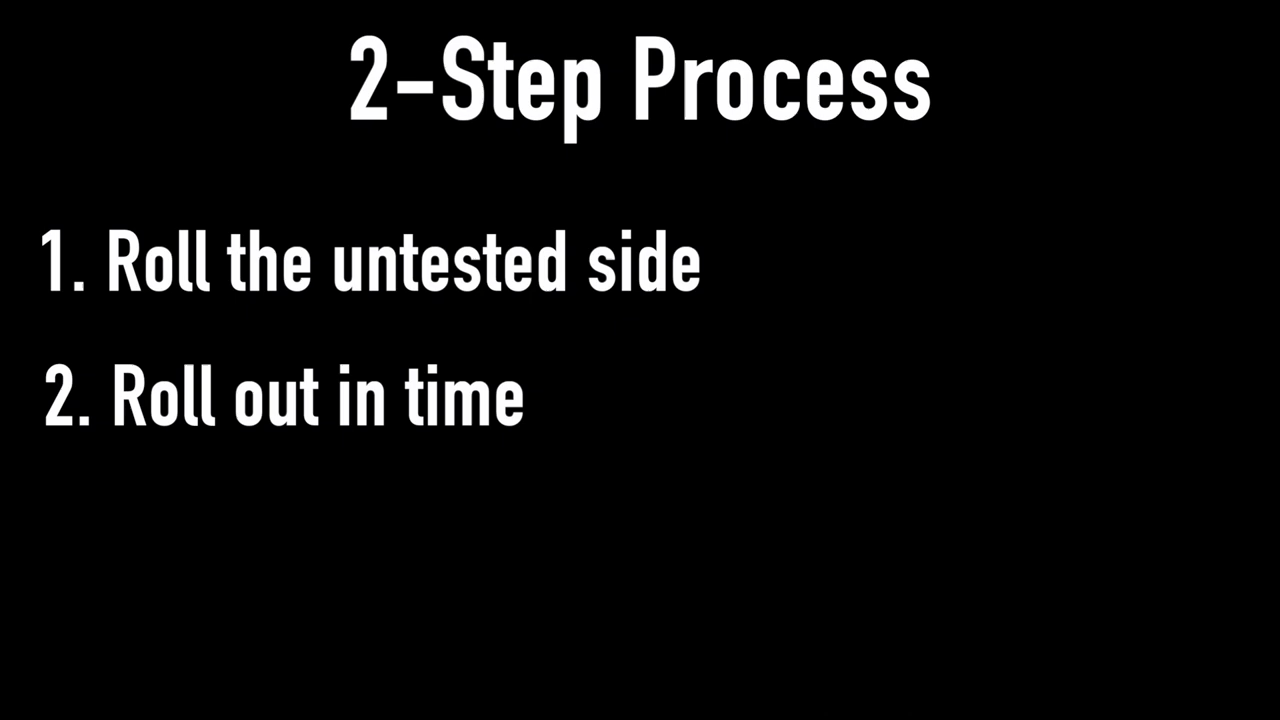 2-Step Process
1. Roll the untested side
2. Roll out in time